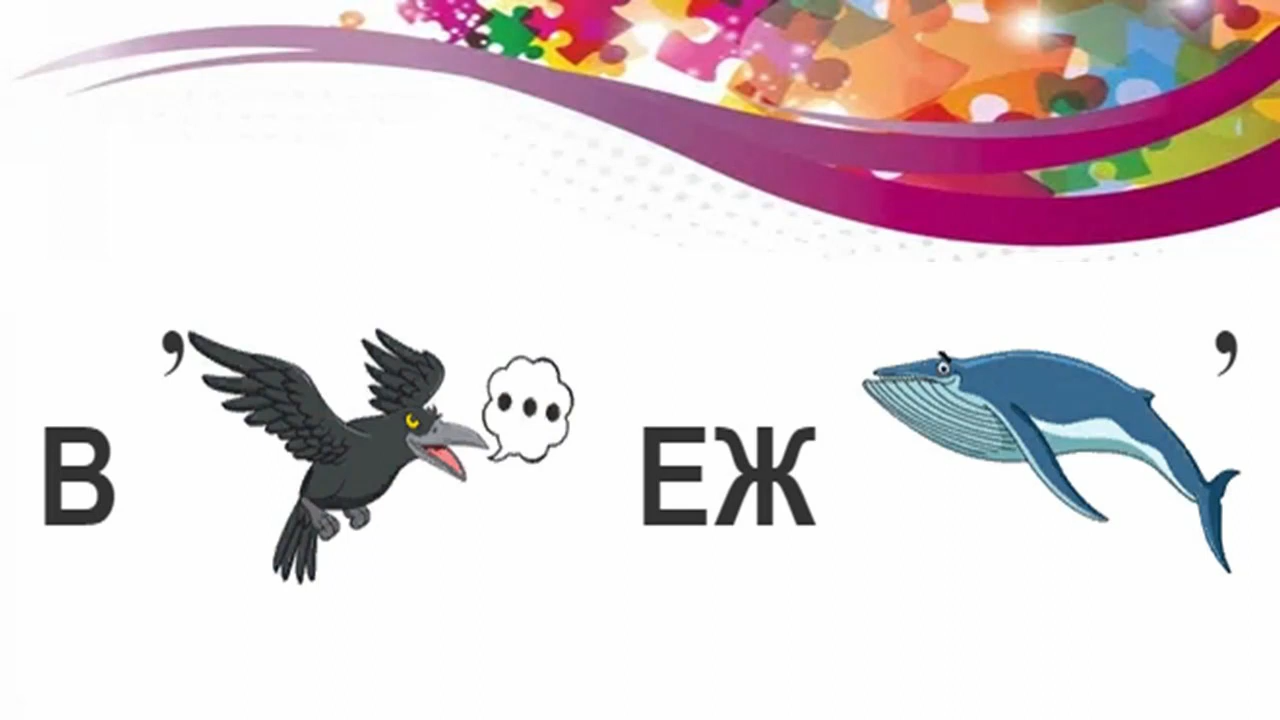 В , ... ЕЖ ,